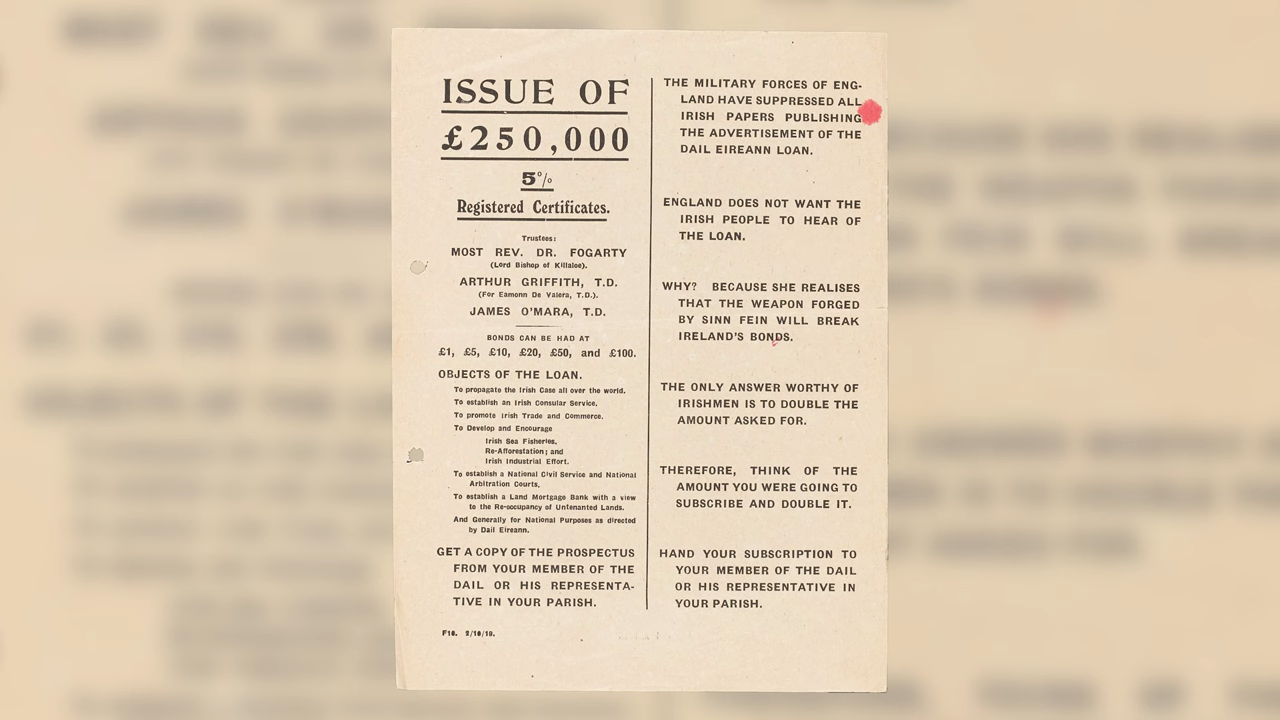 ISSUE OF
£250,000
5%
Registered Certificates.
Trustees:
MOST REV. DR. FOGARTY
(Lord Bishop of Killaloe).
ARTHUR GRIFFITH, T.D.
(For Eamonn De Valera, T.D.).
JAMES O'MARA, T.D.
BONDS CAN BE HAD AT
£1, £5, £10, £20, £50, and £100.
OBJECTS OF THE LOAN.
To propagate the Irish Case all over the world.
To establish an Irish Consular Service.
To promote Irish Trade and Commerce.
To Develop and Encourage
Irish Sea Fisheries.
Re-Afforestation; and
Irish Industrial Effort.
To establish a National Civil Service and National
Arbitration Courts.
To establish a Land Mortgage Bank with a view
to the Re-occupancy of Untenanted Lands.
And Generally for National Purposes as directed
by Dail Eireann.
GET A COPY OF THE PROSPECTUS
FROM YOUR MEMBER OF THE
DAIL OR HIS REPRESENTA-
TIVE IN YOUR PARISH.
F16. 2/10/19.
THE MILITARY FORCES OF ENG-
LAND HAVE SUPPRESSED ALL
IRISH PAPERS PUBLISHING
THE ADVERTISEMENT OF THE
DAIL EIREANN LOAN.
ENGLAND DOES NOT WANT THE
IRISH PEOPLE TO HEAR OF
THE LOAN.
WHY? BECAUSE SHE REALISES
THAT THE WEAPON FORGED
BY SINN FEIN WILL BREAK
IRELAND'S BONDS.
THE ONLY ANSWER WORTHY OF
IRISHMEN IS TO DOUBLE THE
AMOUNT ASKED FOR.
THEREFORE, THINK OF THE
AMOUNT YOU WERE GOING TO
SUBSCRIBE AND DOUBLE IT.
HAND YOUR SUBSCRIPTION TO
YOUR MEMBER OF THE DAIL
OR HIS REPRESENTATIVE IN
YOUR PARISH.